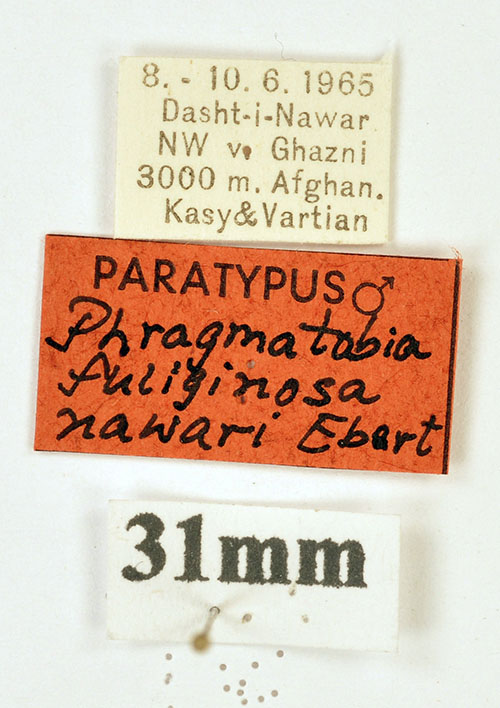 8. - 10. 6. 1965
Dasht-i-Nawar
NW v. Ghazni
3000 m. Afghan.
Kasy&Vartian
PARATYPUS ♂
Phragmatobia
fuliginosa
nawari Ebert
31mm